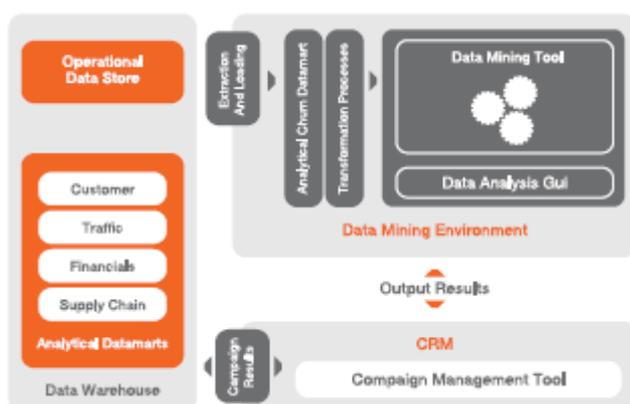 Operational
Data Store
Customer
Traffic
Financials
Supply Chain
Analytical Datamarts
Data Warehouse
Extraction
And Loading
Analytical Churn Datamart
Transformation Processes
Data Mining Tool
Data Analysis Gui
Data Mining Environment
Output Results
Campaign
Results
CRM
Compaign Management Tool